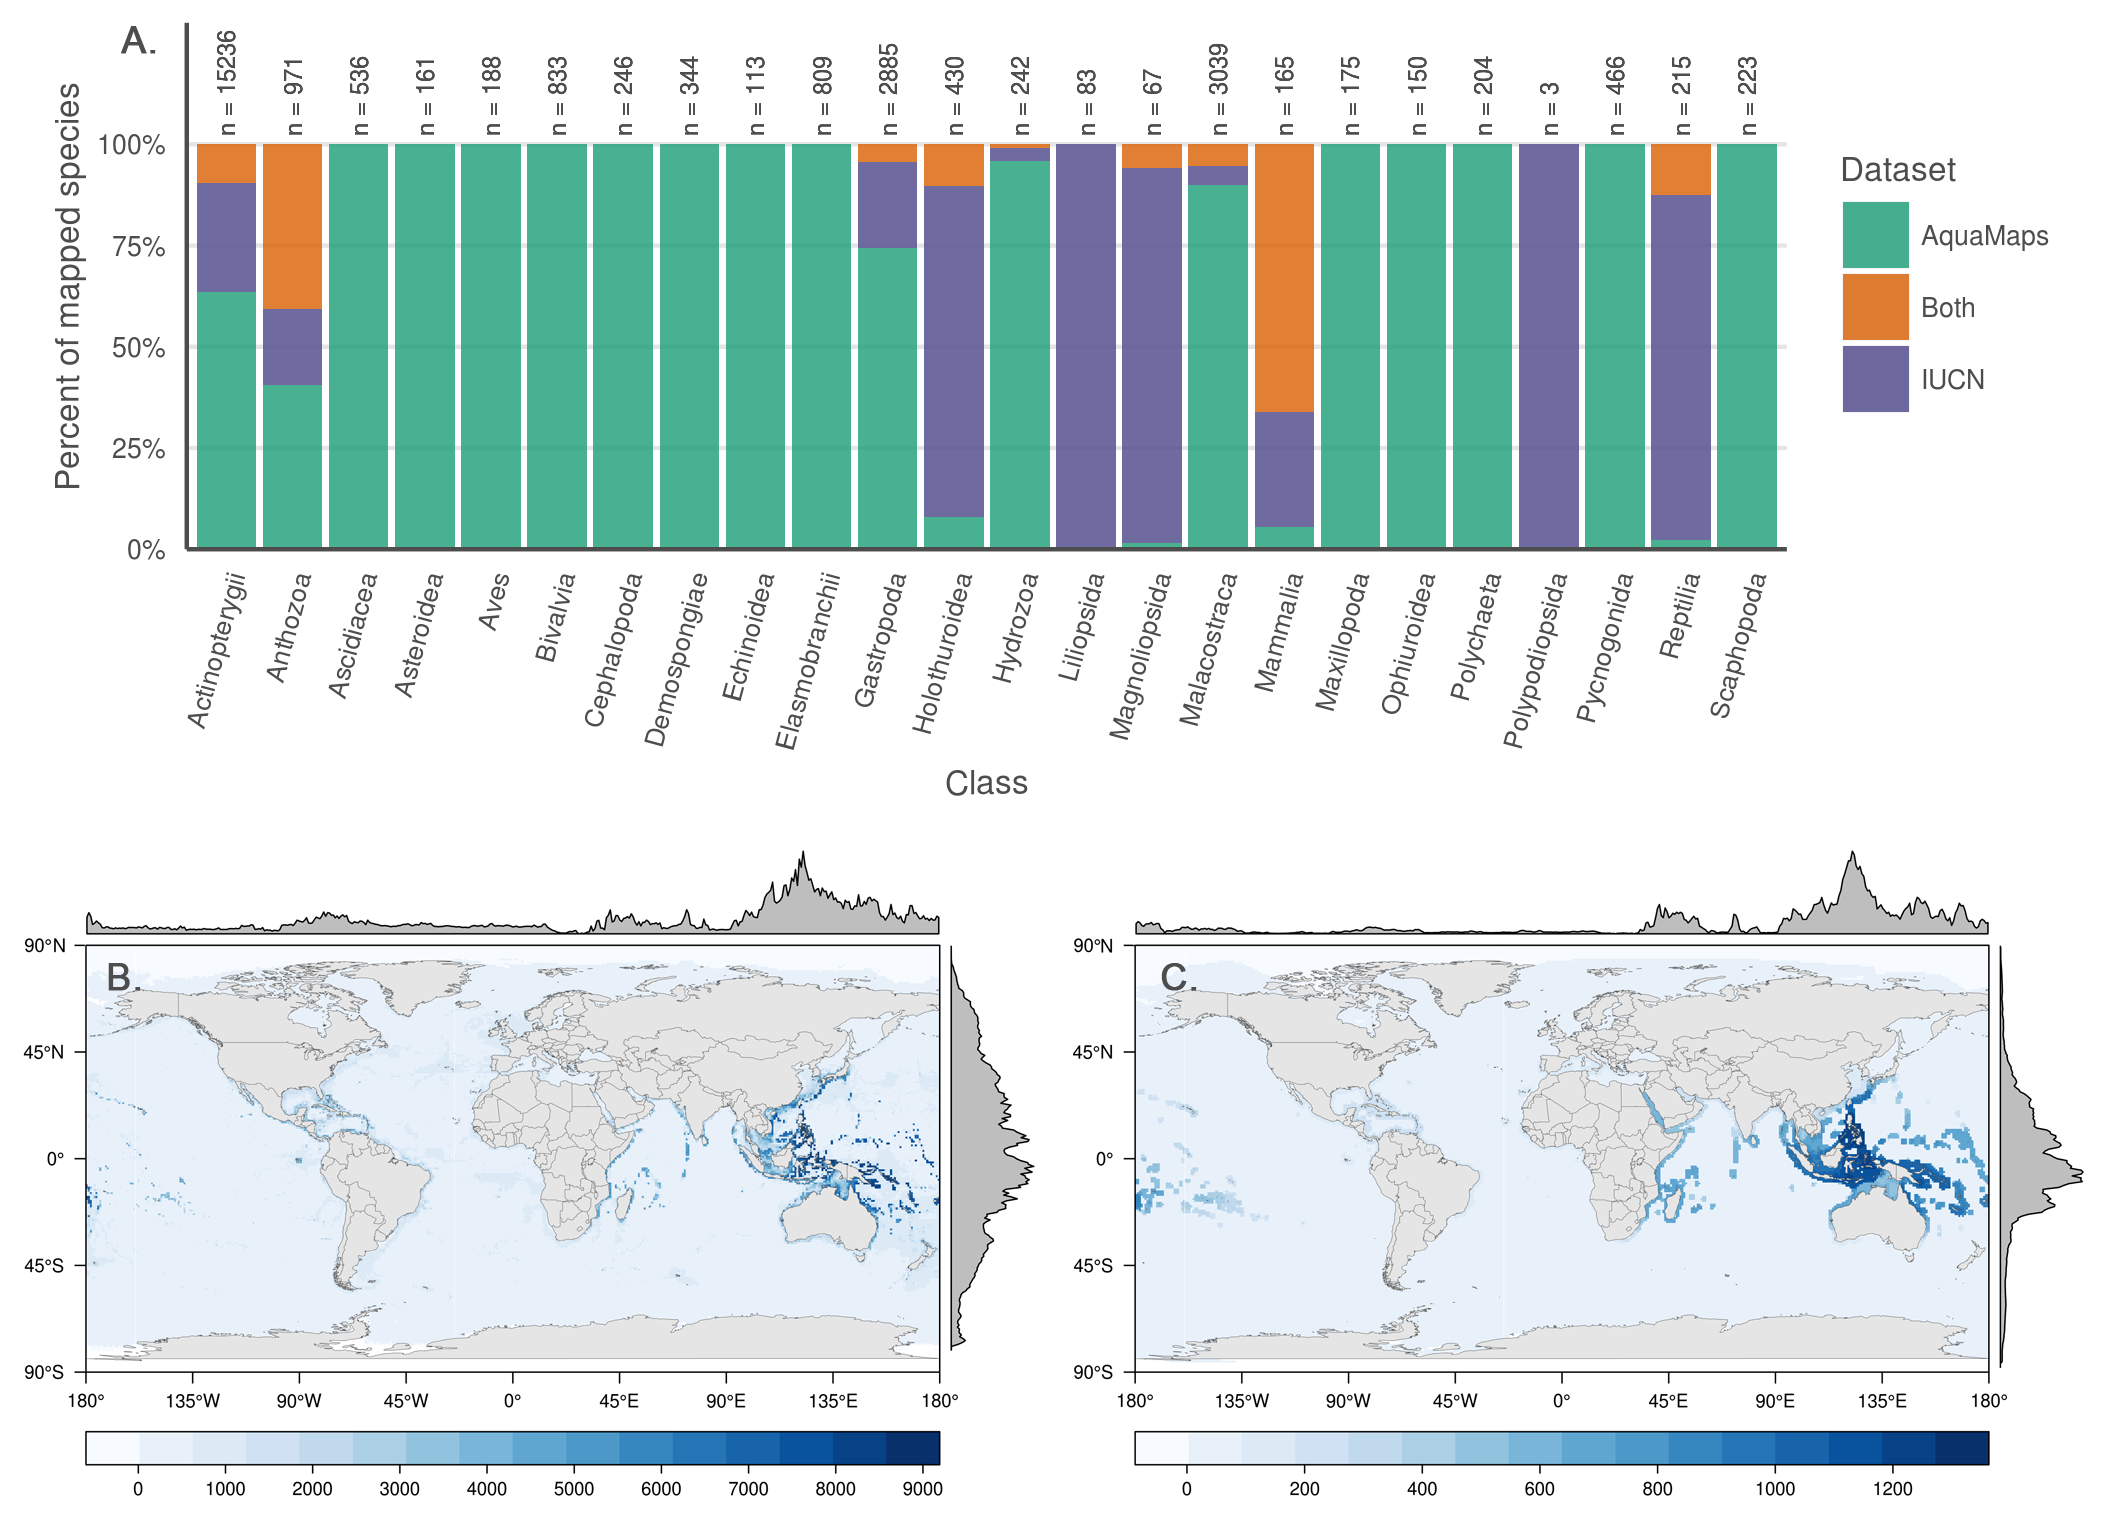 A.
n = 15236
n = 971
n = 536
n = 161
n = 188
n = 833
n = 246
n = 344
n = 113
n = 809
n = 2885
n = 430
n = 242
n = 83
n = 67
n = 3039
n = 165
n = 175
n = 150
n = 204
n = 3
n = 466
n = 215
n = 223
Percent of mapped species
100%
75%
50%
25%
0%
Dataset
AquaMaps
Both
IUCN
Actinopterygii
Anthozoa
Ascidiacea
Asteroidea
Aves
Bivalvia
Cephalopoda
Demospongiae
Echinoidea
Elasmobranchii
Gastropoda
Holothuroidea
Hydrozoa
Liliopsida
Magnoliopsida
Malacostraca
Mammalia
Maxillopoda
Ophiuroidea
Polychaeta
Polypodiopsida
Pycnogonida
Reptilia
Scaphopoda
Class
B.
90°N
45°N
0°
45°S
90°S
180° 135°W 90°W 45°W 0° 45°E 90°E 135°E 180°
0 1000 2000 3000 4000 5000 6000 7000 8000 9000
C.
90°N
45°N
0°
45°S
90°S
180° 135°W 90°W 45°W 0° 45°E 90°E 135°E 180°
0 200 400 600 800 1000 1200